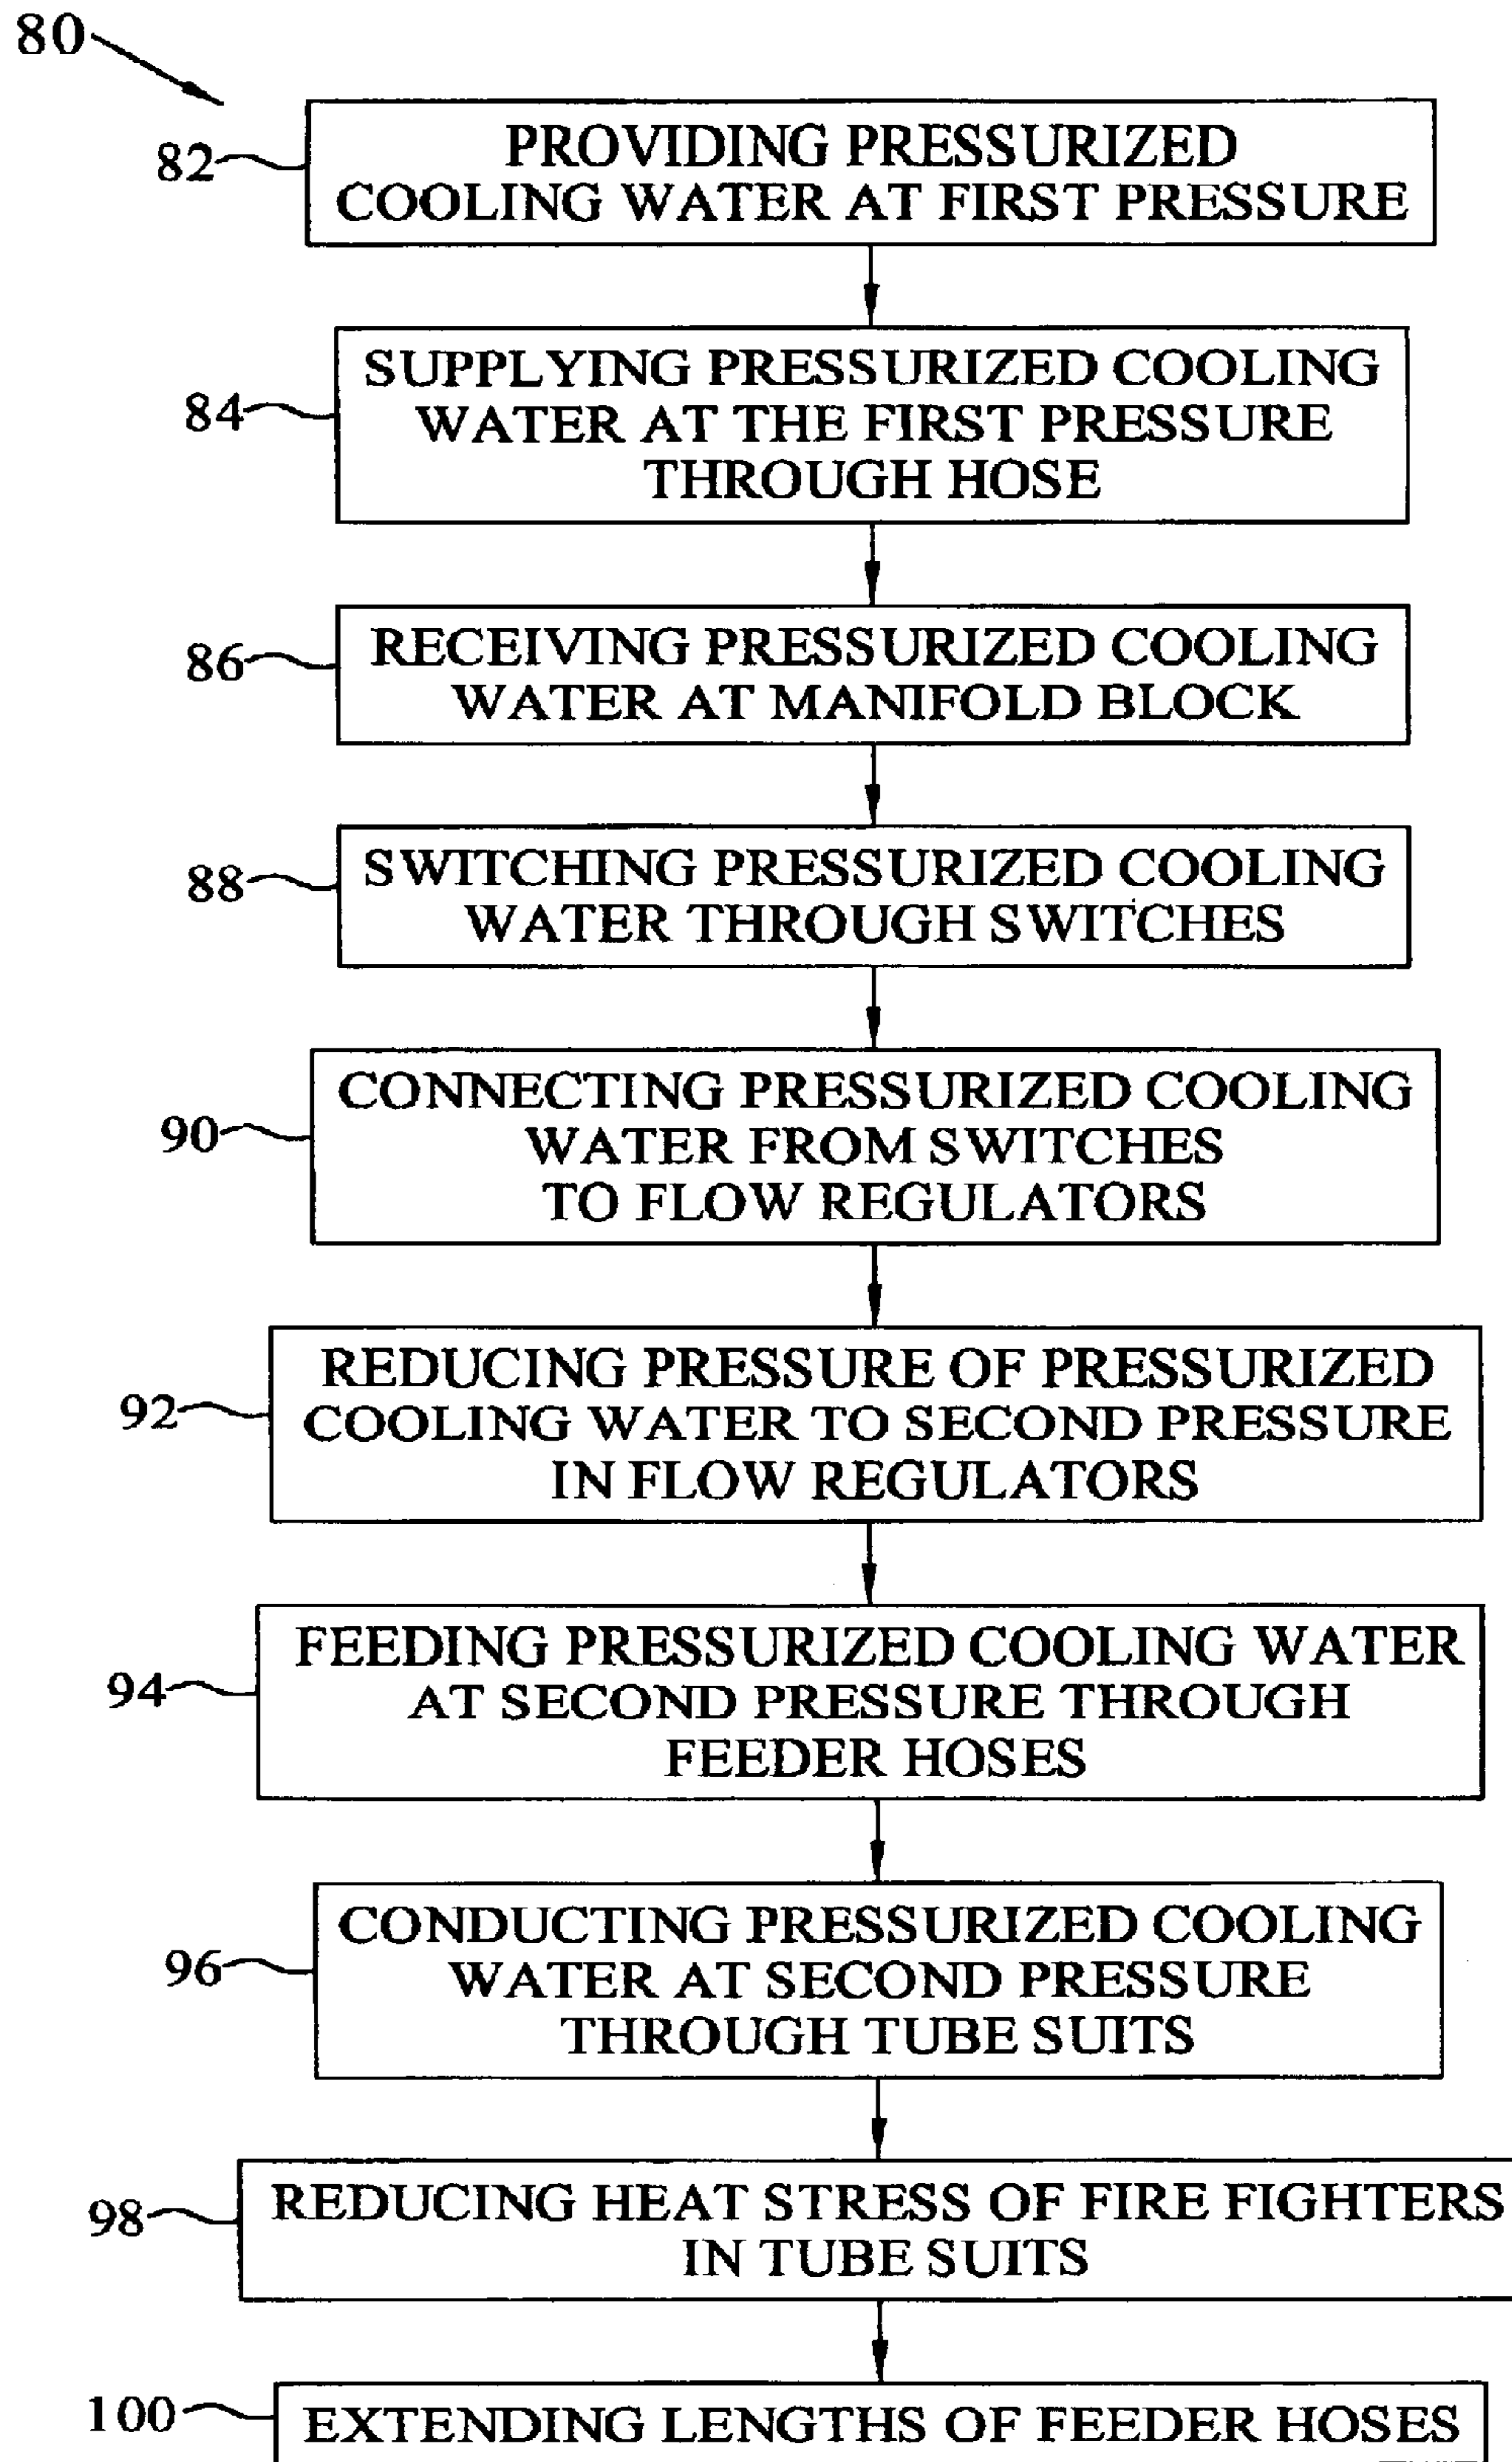 80
82
PROVIDING PRESSURIZED
COOLING WATER AT FIRST PRESSURE
84
SUPPLYING PRESSURIZED COOLING
WATER AT THE FIRST PRESSURE
THROUGH HOSE
86
RECEIVING PRESSURIZED COOLING
WATER AT MANIFOLD BLOCK
88
SWITCHING PRESSURIZED COOLING
WATER THROUGH SWITCHES
90
CONNECTING PRESSURIZED COOLING
WATER FROM SWITCHES
TO FLOW REGULATORS
92
REDUCING PRESSURE OF PRESSURIZED
COOLING WATER TO SECOND PRESSURE
IN FLOW REGULATORS
94
FEEDING PRESSURIZED COOLING WATER
AT SECOND PRESSURE THROUGH
FEEDER HOSES
96
CONDUCTING PRESSURIZED COOLING
WATER AT SECOND PRESSURE
THROUGH TUBE SUITS
98
REDUCING HEAT STRESS OF FIRE FIGHTERS
IN TUBE SUITS
100
EXTENDING LENGTHS OF FEEDER HOSES